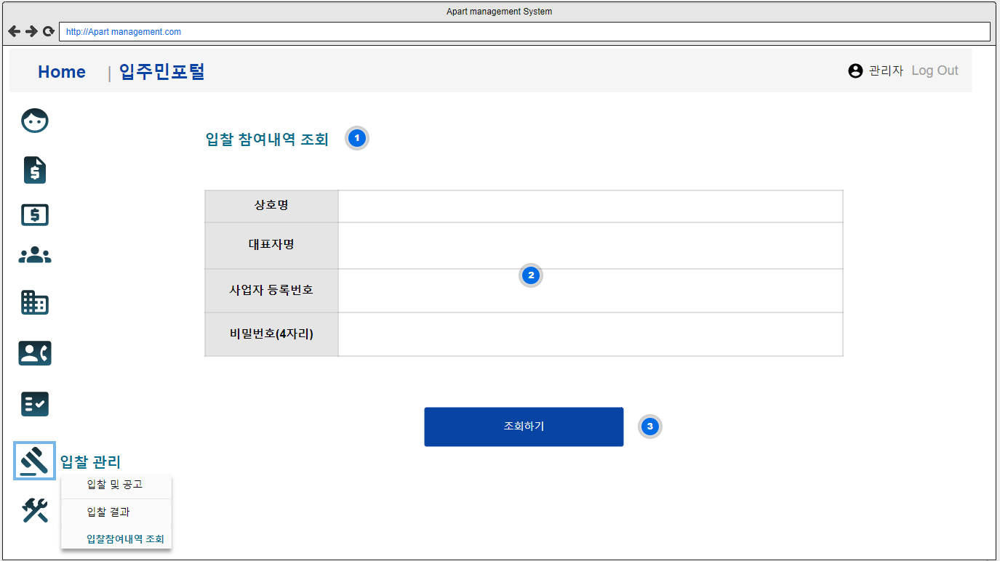 Apart management System
http://Apart management.com
Home | 입주민포털
관리자 Log Out
입찰 참여내역 조회 1
상호명
대표자명
2
사업자 등록번호
비밀번호(4자리)
조회하기 3
입찰 관리
입찰 및 공고
입찰 결과
입찰참여내역 조회